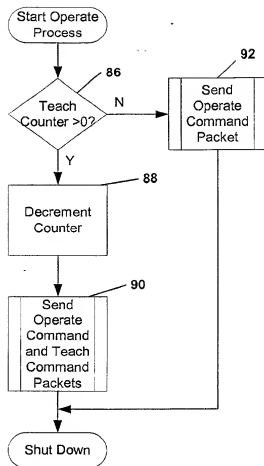 Start Operate
Process
86
Teach
Counter >0?
N
Y
92
Send
Operate
Command
Packet
88
Decrement
Counter
90
Send
Operate
Command
and Teach
Command
Packets
Shut Down